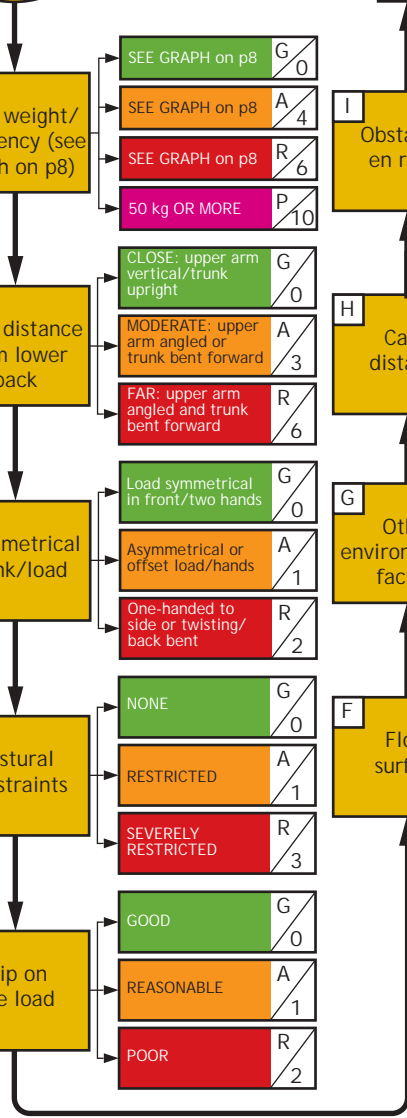 weight/
ency (see
h on p8)
SEE GRAPH on p8
G
0
SEE GRAPH on p8
A
4
SEE GRAPH on p8
R
6
50 kg OR MORE
P
10
distance
m lower
back
CLOSE: upper arm
vertical/trunk
upright
G
0
MODERATE: upper
arm angled or
trunk bent forward
A
3
FAR: upper arm
angled and trunk
bent forward
R
6
metrical
nk/load
Load symmetrical
in front/two hands
G
0
Asymmetrical or
offset load/hands
A
1
One-handed to
side or twisting/
back bent
R
2
stural
straints
NONE
G
0
RESTRICTED
A
1
SEVERELY
RESTRICTED
R
3
ip on
e load
GOOD
G
0
REASONABLE
A
1
POOR
R
2
I
Obsta
en r
H
Ca
dista
G
Oth
environ
fac
F
Flo
surf